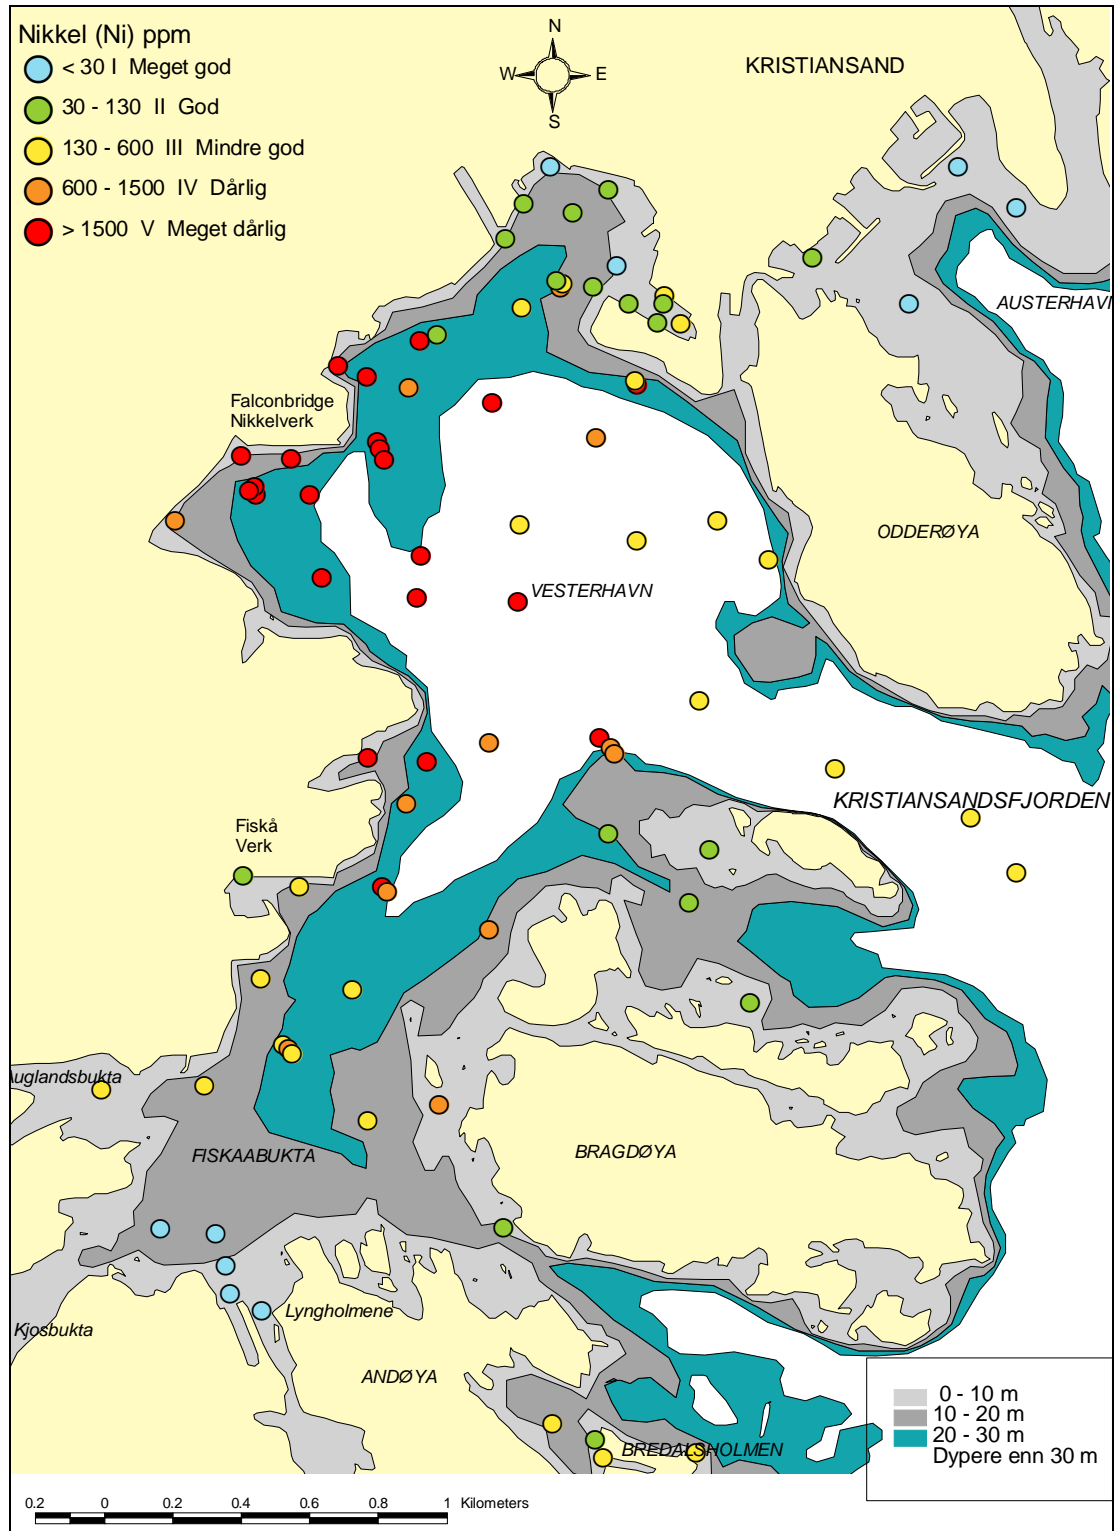 Nikkel (Ni) ppm
< 30 I Meget god
30 - 130 II God
130 - 600 III Mindre god
600 - 1500 IV Dårlig
> 1500 V Meget dårlig
N
W E
S
KRISTIANSAND
AUSTERHAVN
Falconbridge
Nikkelverk
ODDERØYA
VESTERHAVN
KRISTIANSANDSFJORDEN
Fiskå
Verk
Auglandsbukta
FISKAABUKTA
BRAGDØYA
Lyngholmene
Kjosbukta
ANDØYA
BREDALSHOLMEN
0 - 10 m
10 - 20 m
20 - 30 m
Dypere enn 30 m
0.2 0 0.2 0.4 0.6 0.8 1 Kilometers